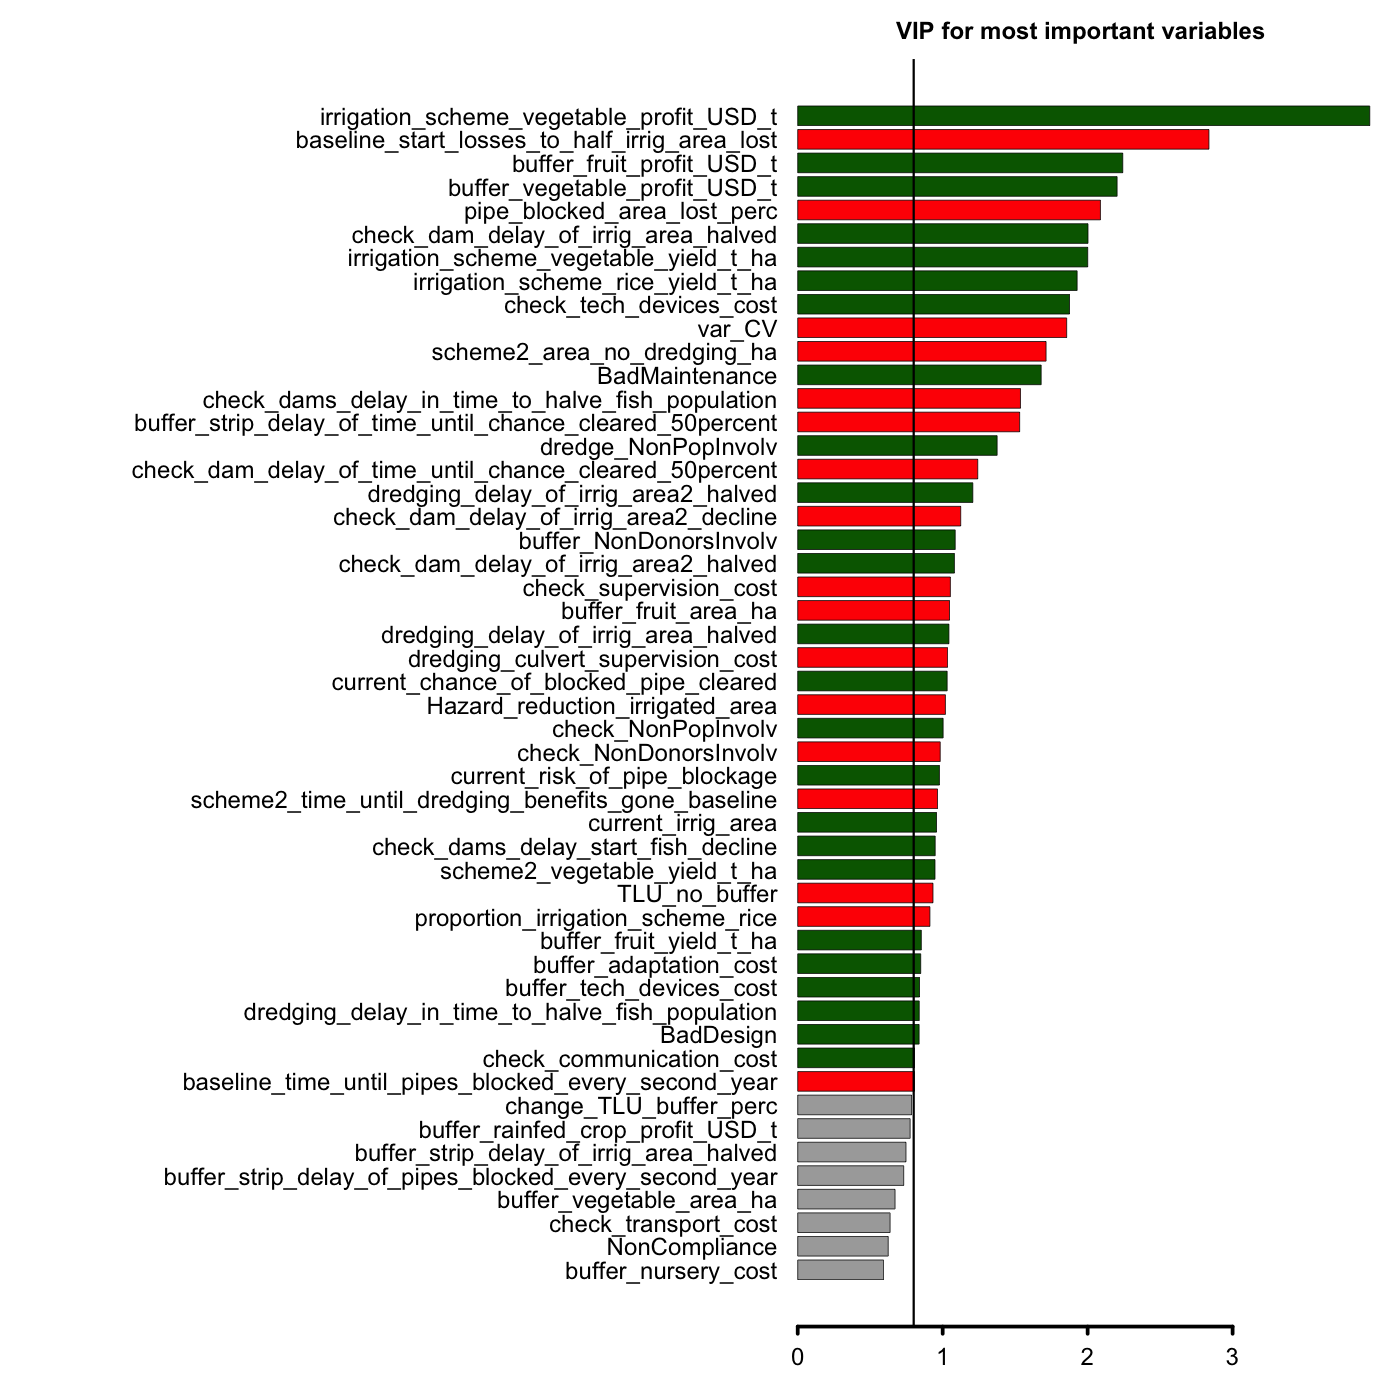 VIP for most important variables
irrigation_scheme_vegetable_profit_USD_t
baseline_start_losses_to_half_irrig_area_lost
buffer_fruit_profit_USD_t
buffer_vegetable_profit_USD_t
pipe_blocked_area_lost_perc
check_dam_delay_of_irrig_area_halved
irrigation_scheme_vegetable_yield_t_ha
irrigation_scheme_rice_yield_t_ha
check_tech_devices_cost
var_CV
scheme2_area_no_dredging_ha
BadMaintenance
check_dams_delay_in_time_to_halve_fish_population
buffer_strip_delay_of_time_until_chance_cleared_50percent
dredge_NonPopInvolv
check_dam_delay_of_time_until_chance_cleared_50percent
dredging_delay_of_irrig_area2_halved
check_dam_delay_of_irrig_area2_decline
buffer_NonDonorsInvolv
check_dam_delay_of_irrig_area2_halved
check_supervision_cost
buffer_fruit_area_ha
dredging_delay_of_irrig_area_halved
dredging_culvert_supervision_cost
current_chance_of_blocked_pipe_cleared
Hazard_reduction_irrigated_area
check_NonPopInvolv
check_NonDonorsInvolv
current_risk_of_pipe_blockage
scheme2_time_until_dredging_benefits_gone_baseline
current_irrig_area
check_dams_delay_start_fish_decline
scheme2_vegetable_yield_t_ha
TLU_no_buffer
proportion_irrigation_scheme_rice
buffer_fruit_yield_t_ha
buffer_adaptation_cost
buffer_tech_devices_cost
dredging_delay_in_time_to_halve_fish_population
BadDesign
check_communication_cost
baseline_time_until_pipes_blocked_every_second_year
change_TLU_buffer_perc
buffer_rainfed_crop_profit_USD_t
buffer_strip_delay_of_irrig_area_halved
buffer_strip_delay_of_pipes_blocked_every_second_year
buffer_vegetable_area_ha
check_transport_cost
NonCompliance
buffer_nursery_cost
0 1 2 3